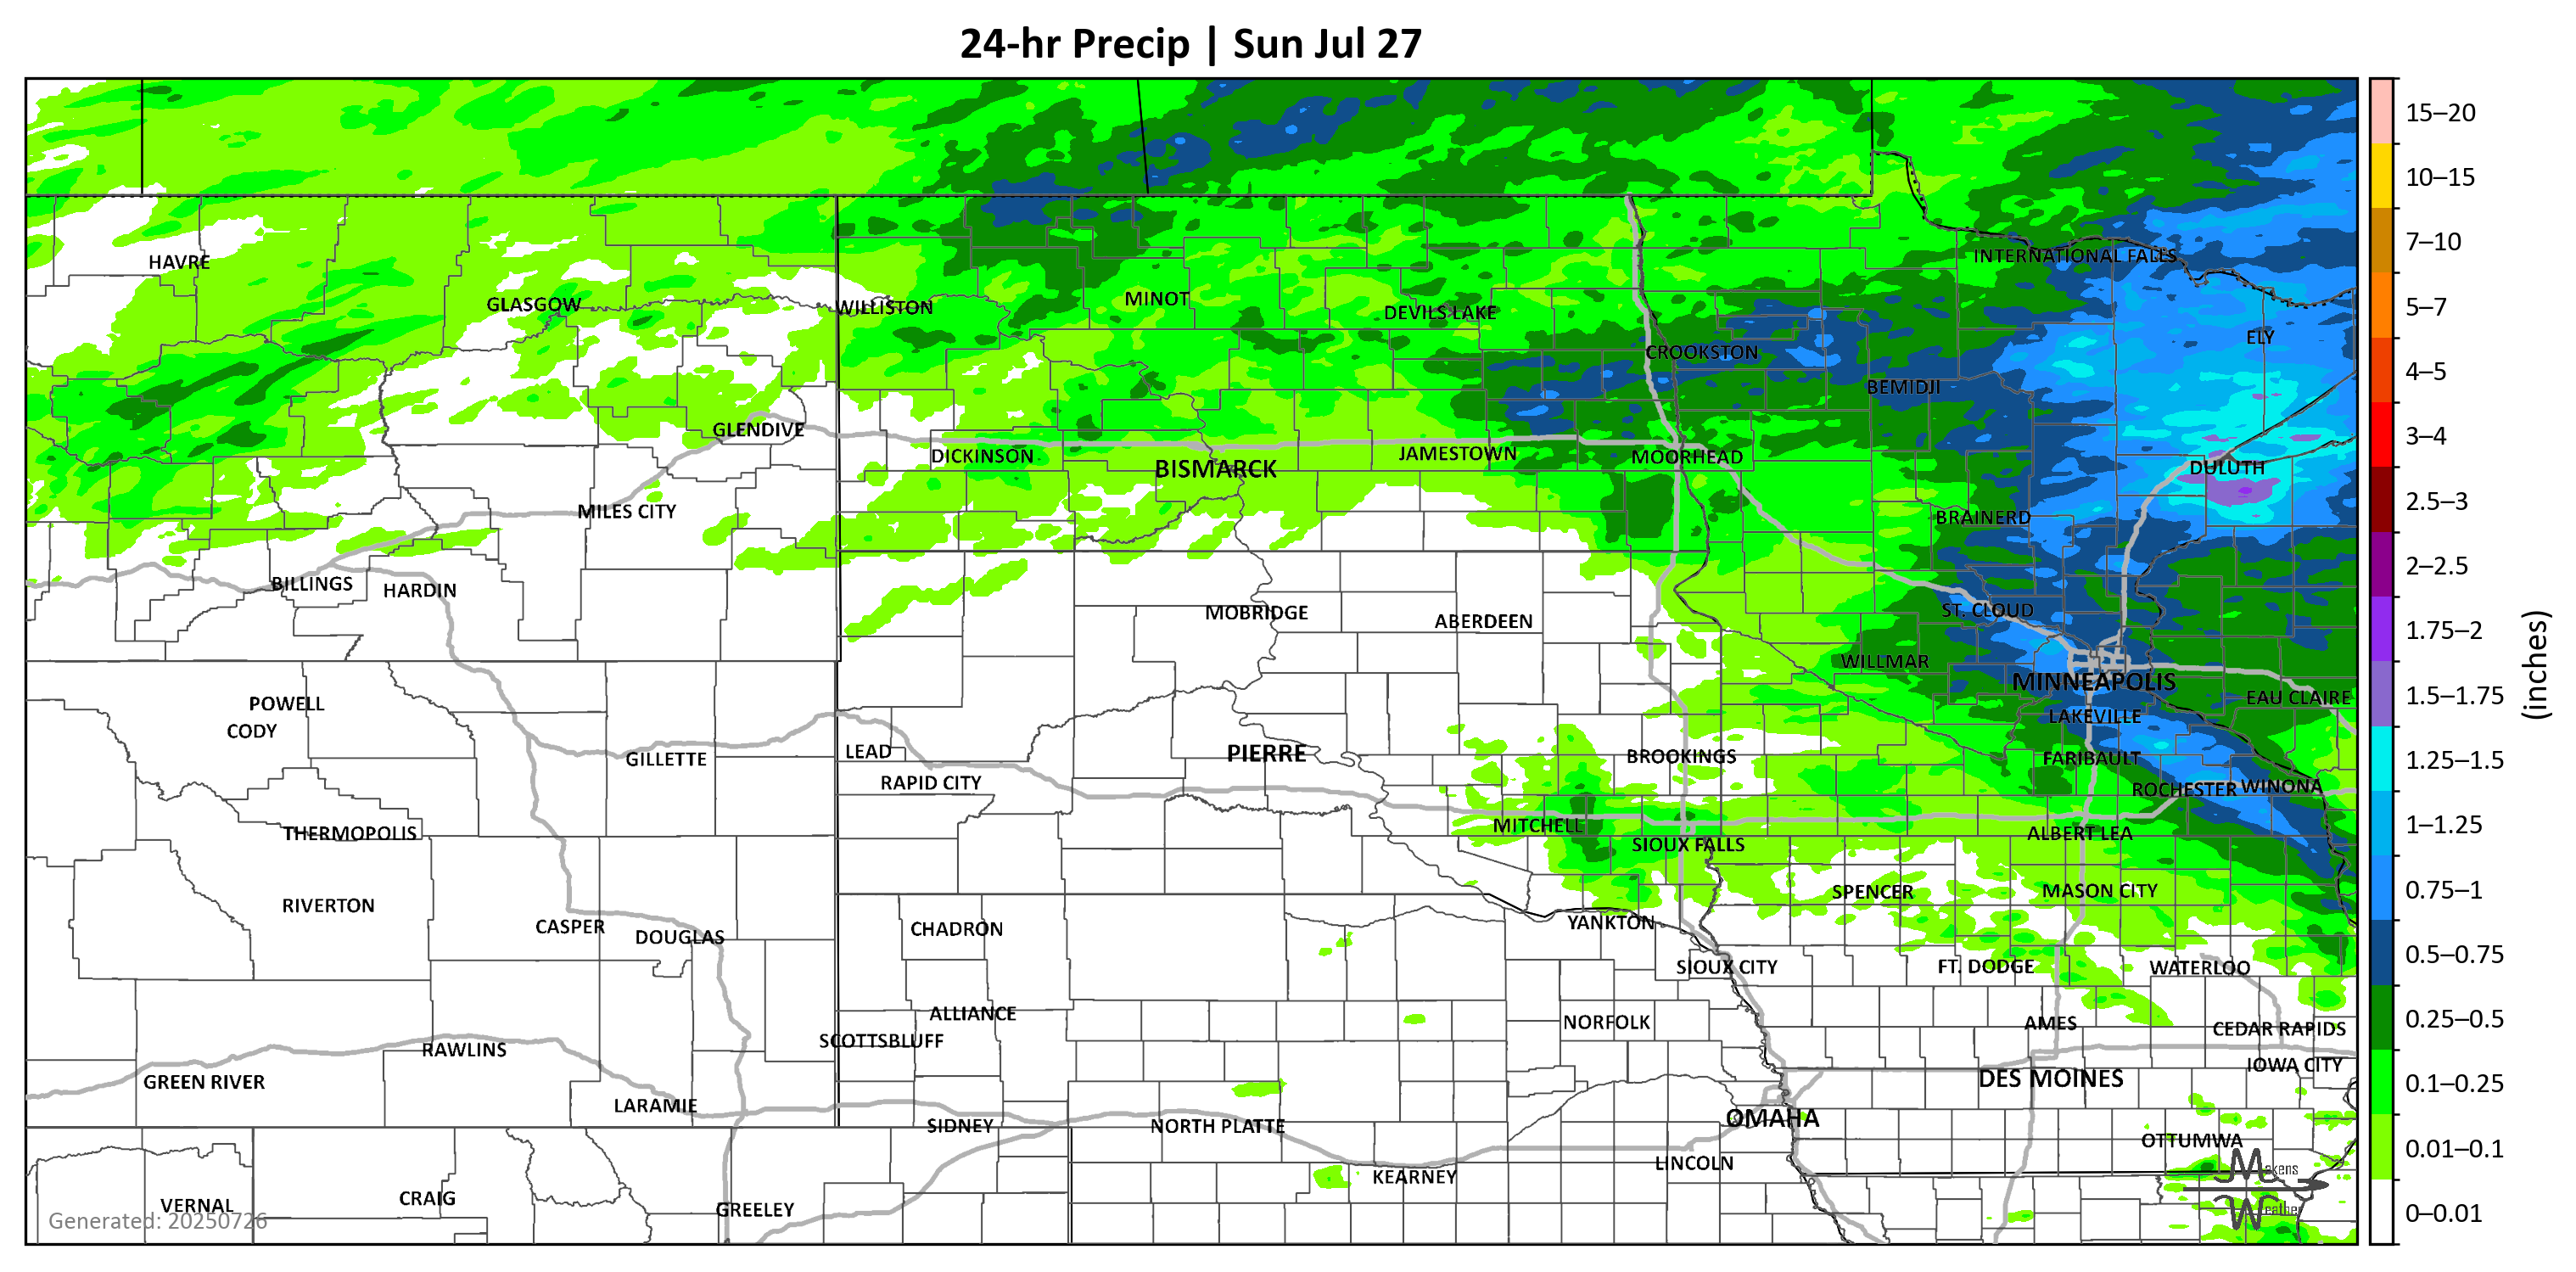 24-hr Precip | Sun Jul 27
15–20
10–15
7–10
5–7
4–5
3–4
2.5–3
2–2.5
1.75–2
1.5–1.75
1.25–1.5
1–1.25
0.75–1
0.5–0.75
0.25–0.5
0.1–0.25
0.01–0.1
0–0.01
(inches)
INTERNATIONAL FALLS
HAVRE
GLASGOW
WILLISTON
MINOT
DEVILS LAKE
ELY
CROOKSTON
BEMIDJI
GLENDIVE
DICKINSON
BISMARCK
JAMESTOWN
MOORHEAD
DULUTH
MILES CITY
BRAINERD
BILLINGS
HARDIN
MOBRIDGE
ABERDEEN
ST. CLOUD
WILLMAR
MINNEAPOLIS
EAU CLAIRE
POWELL
CODY
LAKEVILLE
GILLETTE
LEAD
PIERRE
BROOKINGS
FARIBAULT
RAPID CITY
ROCHESTER
WINONA
THERMOPOLIS
MITCHELL
ALBERT LEA
SIOUX FALLS
RIVERTON
SPENCER
MASON CITY
CASPER
DOUGLAS
CHADRON
YANKTON
SIOUX CITY
FT. DODGE
WATERLOO
ALLIANCE
SCOTTSBLUFF
NORFOLK
AMES
CEDAR RAPIDS
RAWLINS
GREEN RIVER
IOWA CITY
DES MOINES
LARAMIE
SIDNEY
NORTH PLATTE
OMAHA
OTTUMWA
LINCOLN
KEARNEY
VERNAL
CRAIG
GREELEY
Makens
Weather
Generated: 20250726